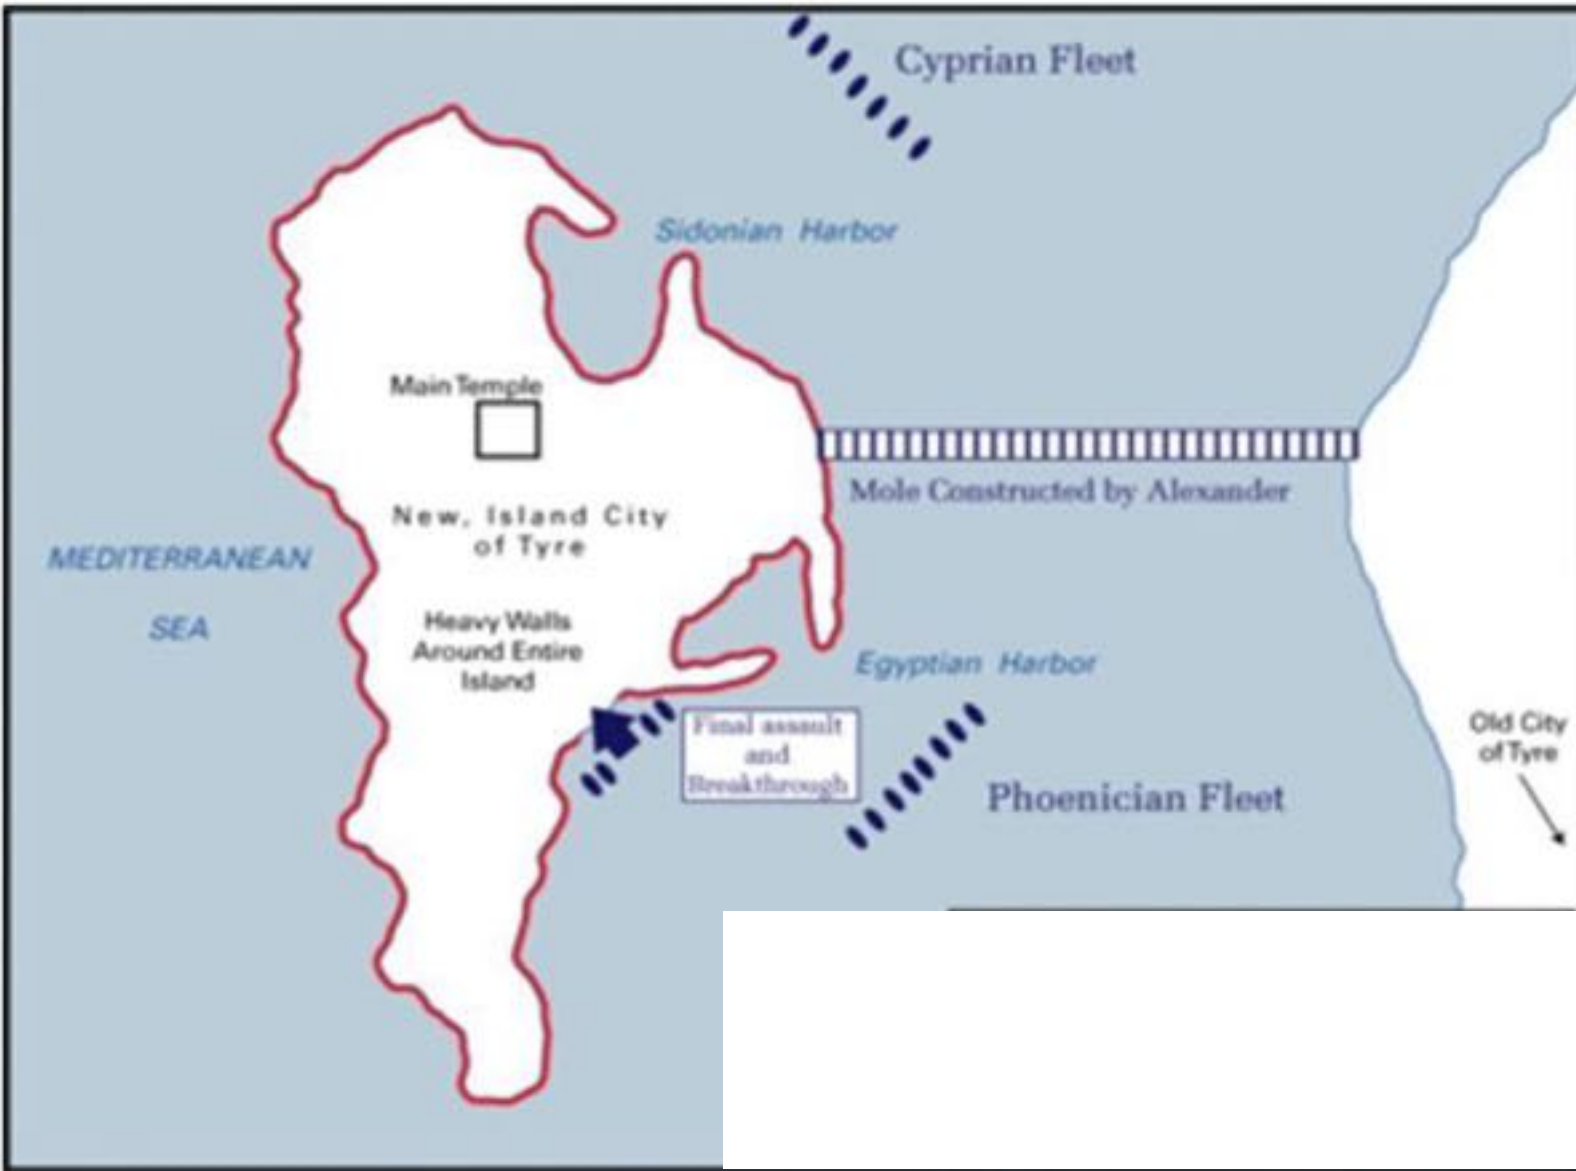 Cyprian Fleet
Sidonian Harbor
Main Temple
Mole Constructed by Alexander
New, Island City
of Tyre
MEDITERRANEAN
SEA
Heavy Walls
Around Entire
Island
Egyptian Harbor
Final assault
and
Breakthrough
Phoenician Fleet
Old City
of Tyre